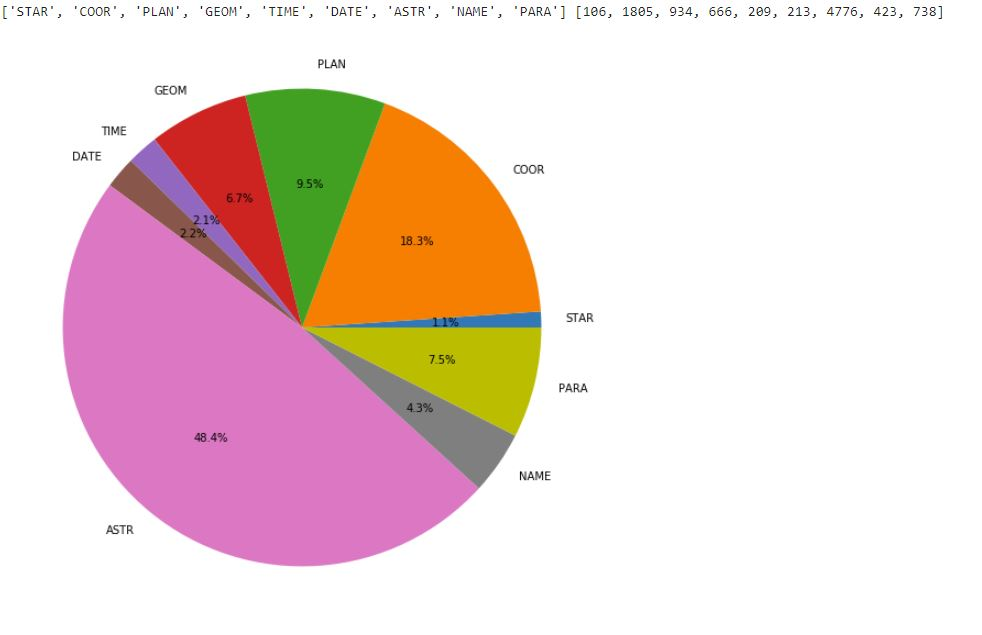 ['STAR', 'COOR', 'PLAN', 'GEOM', 'TIME', 'DATE', 'ASTR', 'NAME', 'PARA'] [106, 1805, 934, 666, 209, 213, 4776, 423, 738]
PLAN
GEOM
TIME
DATE
COOR
9.5%
6.7%
2.1%
2.2%
18.3%
STAR
1.1%
7.5%
PARA
4.3%
48.4%
NAME
ASTR